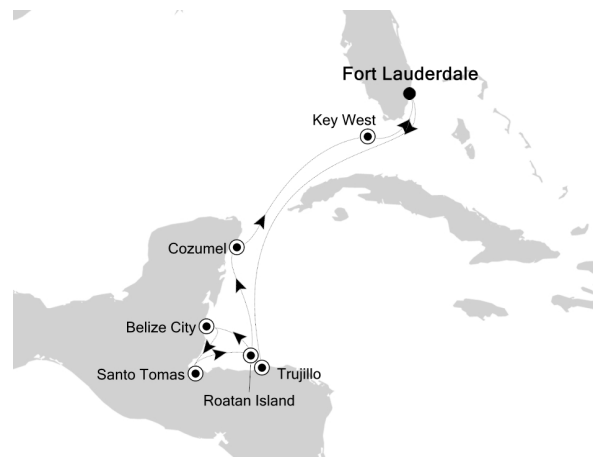 Fort Lauderdale
Key West
Cozumel
Belize City
Santo Tomas
Trujillo
Roatan Island